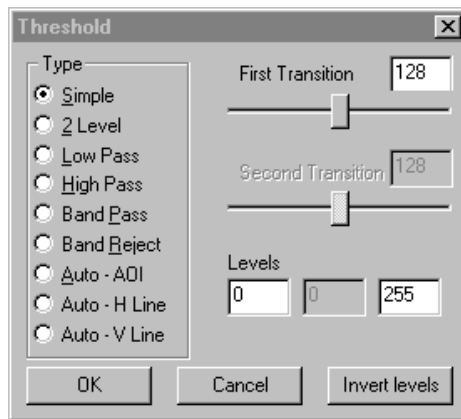 Threshold
Type
Simple
2 Level
Low Pass
High Pass
Band Pass
Band Reject
Auto - AOI
Auto - H Line
Auto - V Line
First Transition 128
Second Transition 128
Levels
0 0 255
OK Cancel Invert levels